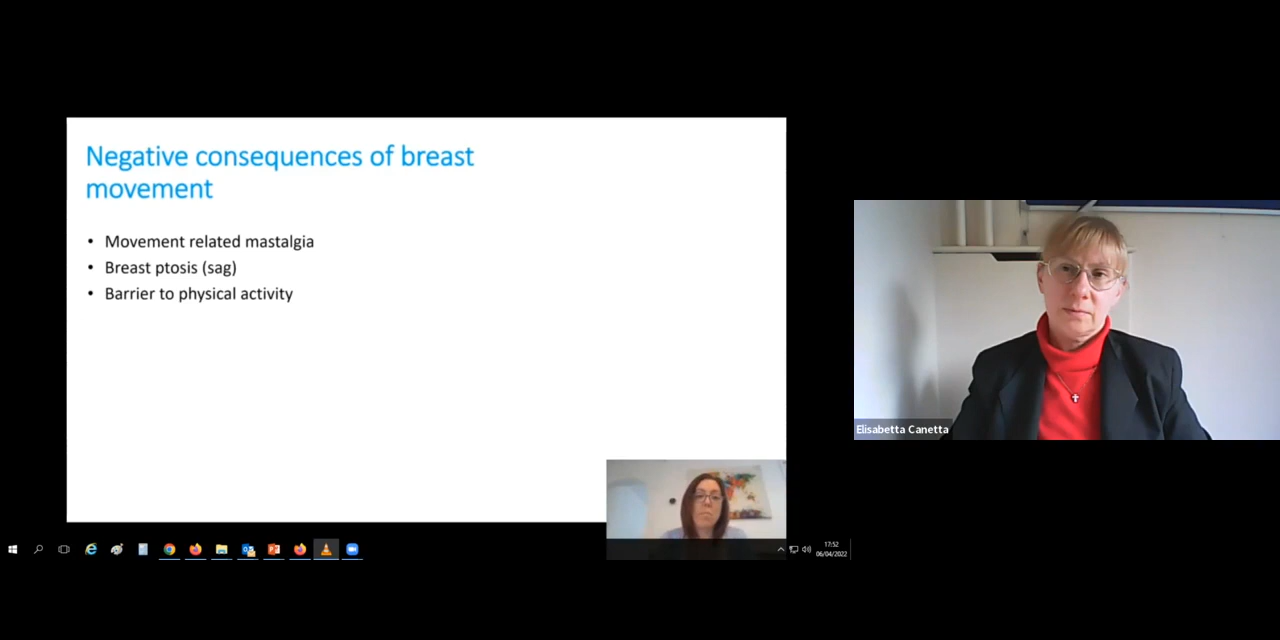 Negative consequences of breast
movement
• Movement related mastalgia
• Breast ptosis (sag)
• Barrier to physical activity
Elisabetta Canetta
17:52
06/04/2022